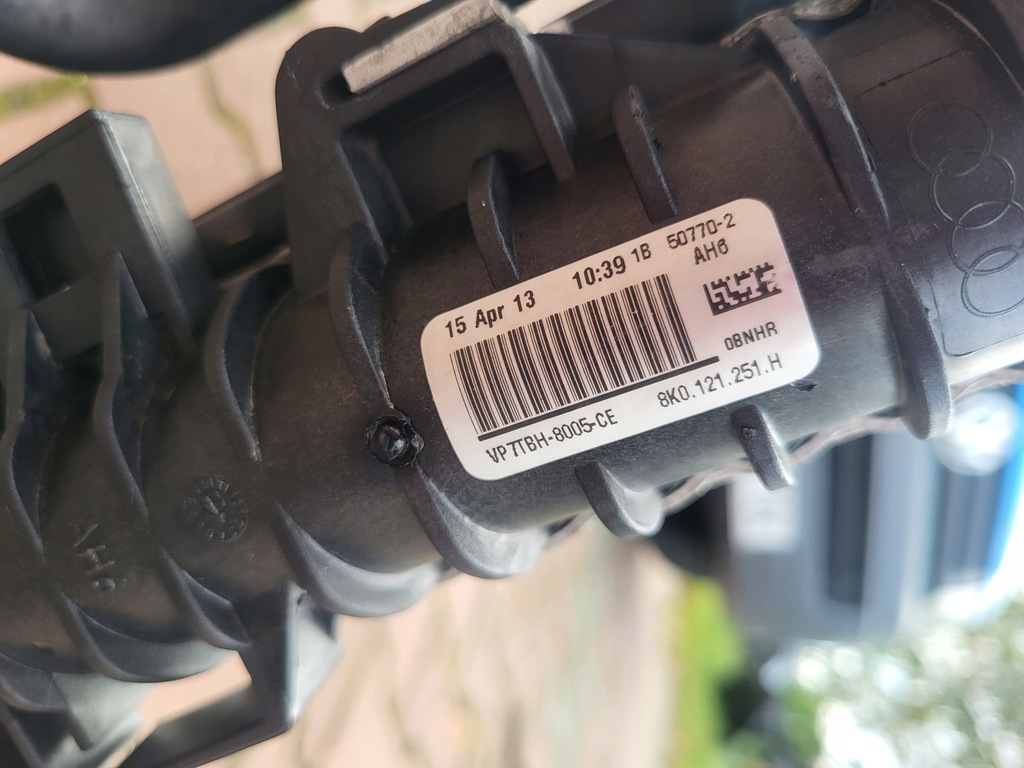 15 Apr 13 10:39 1B 50770-2
AH6
08NHR
VP7TBH-8005-CE 8K0.121.251.H